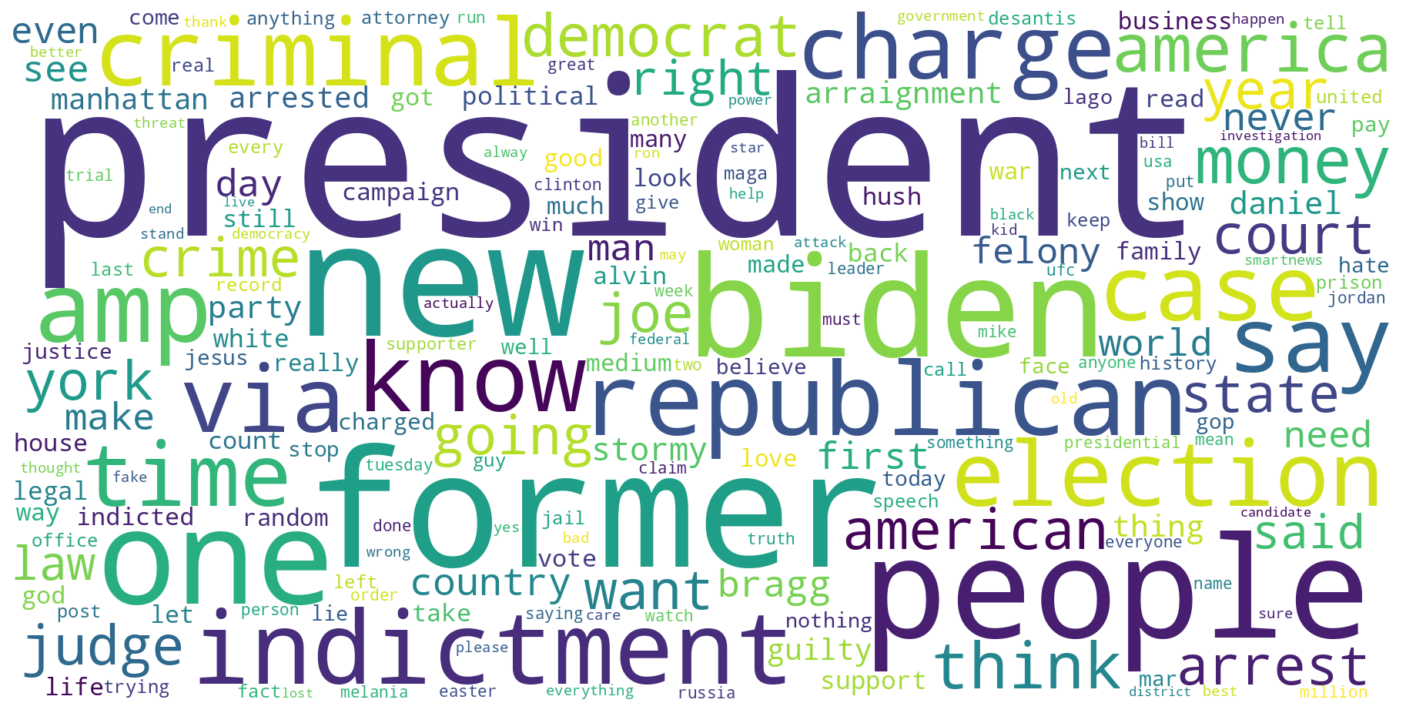 come thank anything attorney run government desantis business happen tell
even criminal democrat charge america
better see real great right
manhattan arrested got political power arraignment lago read year united
threat president another many never investigation pay
every alway ron good star bill money
trial day campaign clinton look maga hush war next usa
live still much give help put show daniel
end win black keep court
stand democracy man woman attack felony family
crime new may back kid smartnews
last alvin made biden leader ufc case hate
record actually week prison
amp party joe must mike jordan say
white supporter well federal world
justice jesus really know medium two believe call face anyone history
york via republican old state
make charged gop
house count stop going stormy something presidential mean need
thought time tuesday guy claim love first election
fake former today
legal way indicted random done jail speech candidate
office one yes truth american thing said
law wrong bad vote everyone
god left order country want bragg people name
post let person lie take saying care watch nothing sure
judge indictment please guilty think arrest
life trying support mar
fact lost melania easter everything russia district best million